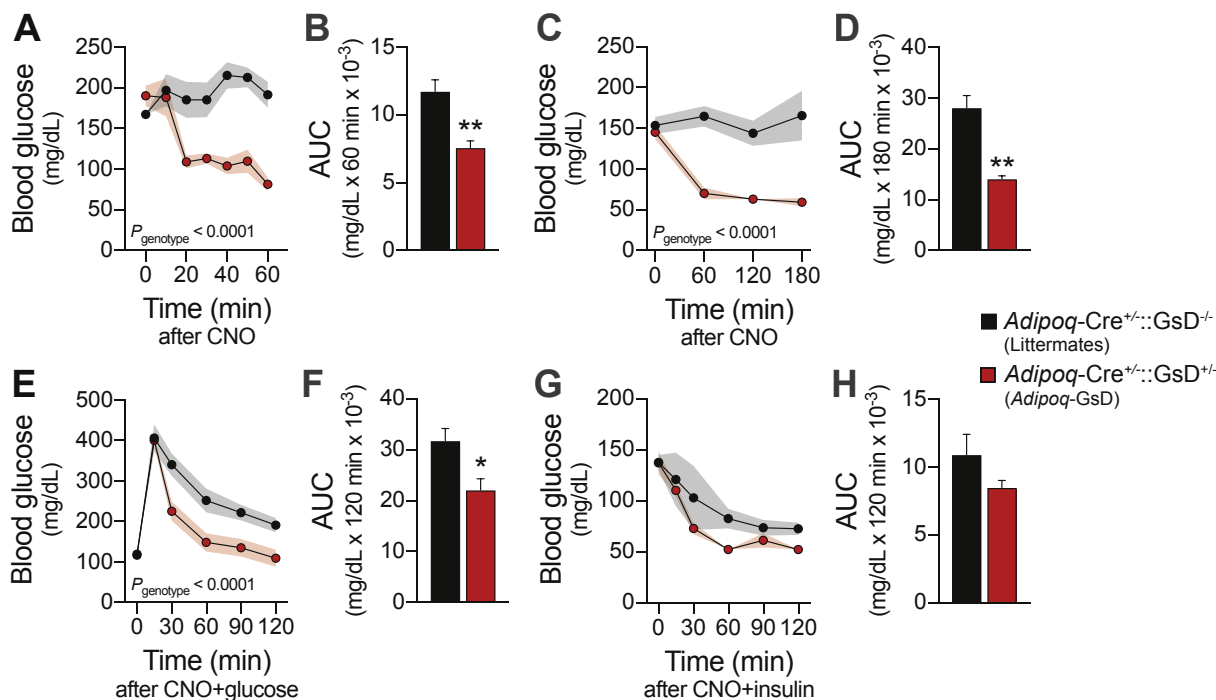 A
Blood glucose
(mg/dL)
250
200
150
100
50
0
P genotype < 0.0001
0 20 40 60
Time (min)
after CNO
B
AUC
(mg/dL x 60 min x 10⁻³)
15
10
5
0
**
C
Blood glucose
(mg/dL)
250
200
150
100
50
0
P genotype < 0.0001
0 60 120 180
Time (min)
after CNO
D
AUC
(mg/dL x 180 min x 10⁻³)
40
30
20
10
0
**
Adipoq-Cre⁺/⁻::GsD⁻/⁻
(Littermates)
Adipoq-Cre⁺/⁻::GsD⁺/⁻
(Adipoq-GsD)
E
Blood glucose
(mg/dL)
500
400
300
200
100
0
P genotype < 0.0001
0 30 60 90 120
Time (min)
after CNO+glucose
F
AUC
(mg/dL x 120 min x 10⁻³)
40
30
20
10
0
*
G
Blood glucose
(mg/dL)
200
150
100
50
0
0 30 60 90 120
Time (min)
after CNO+insulin
H
AUC
(mg/dL x 120 min x 10⁻³)
15
10
5
0